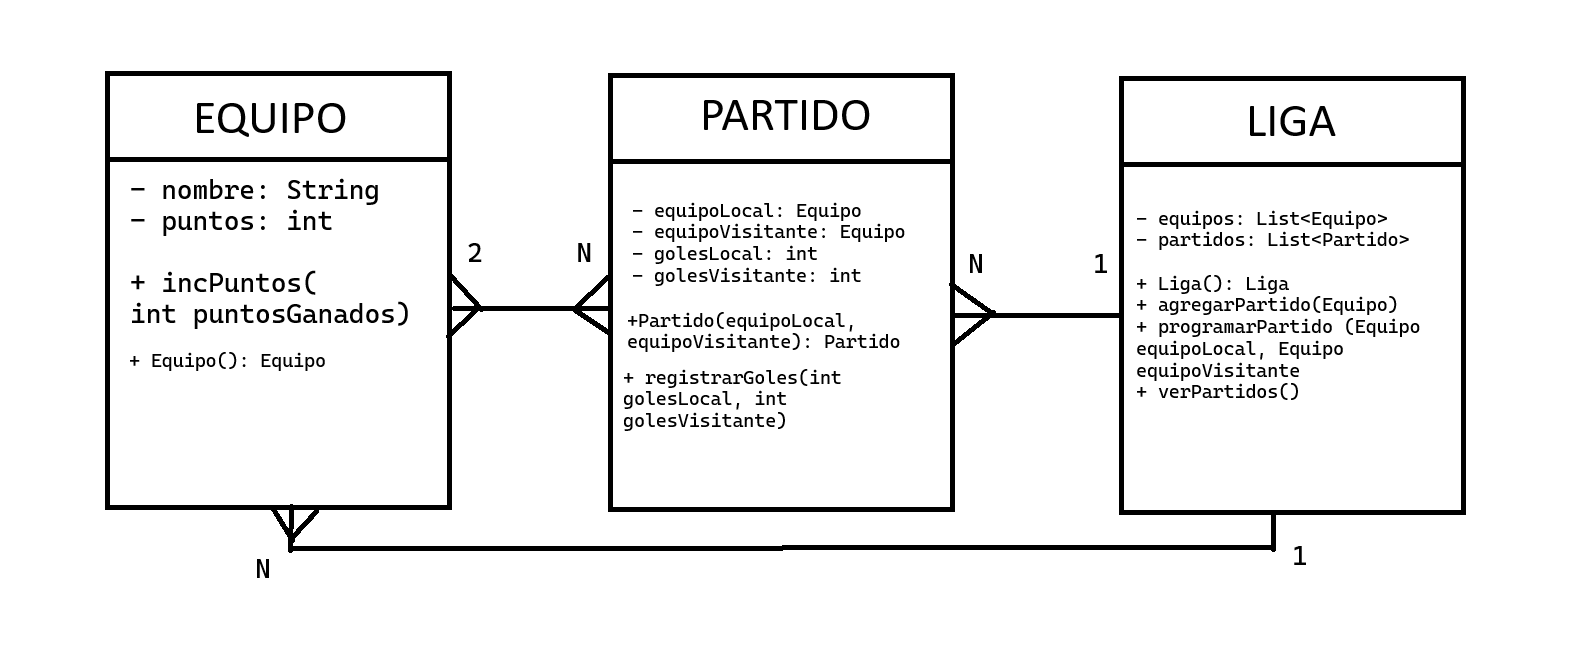 EQUIPO
- nombre: String
- puntos: int
+ incPuntos(
int puntosGanados)
+ Equipo(): Equipo
2
N
PARTIDO
- equipoLocal: Equipo
- equipoVisitante: Equipo
- golesLocal: int
- golesVisitante: int
+Partido(equipoLocal,
equipoVisitante): Partido
+ registrarGoles(int
golesLocal, int
golesVisitante)
N
1
LIGA
- equipos: List<Equipo>
- partidos: List<Partido>
+ Liga(): Liga
+ agregarPartido(Equipo)
+ programarPartido (Equipo
equipoLocal, Equipo
equipoVisitante
+ verPartidos()
N
1